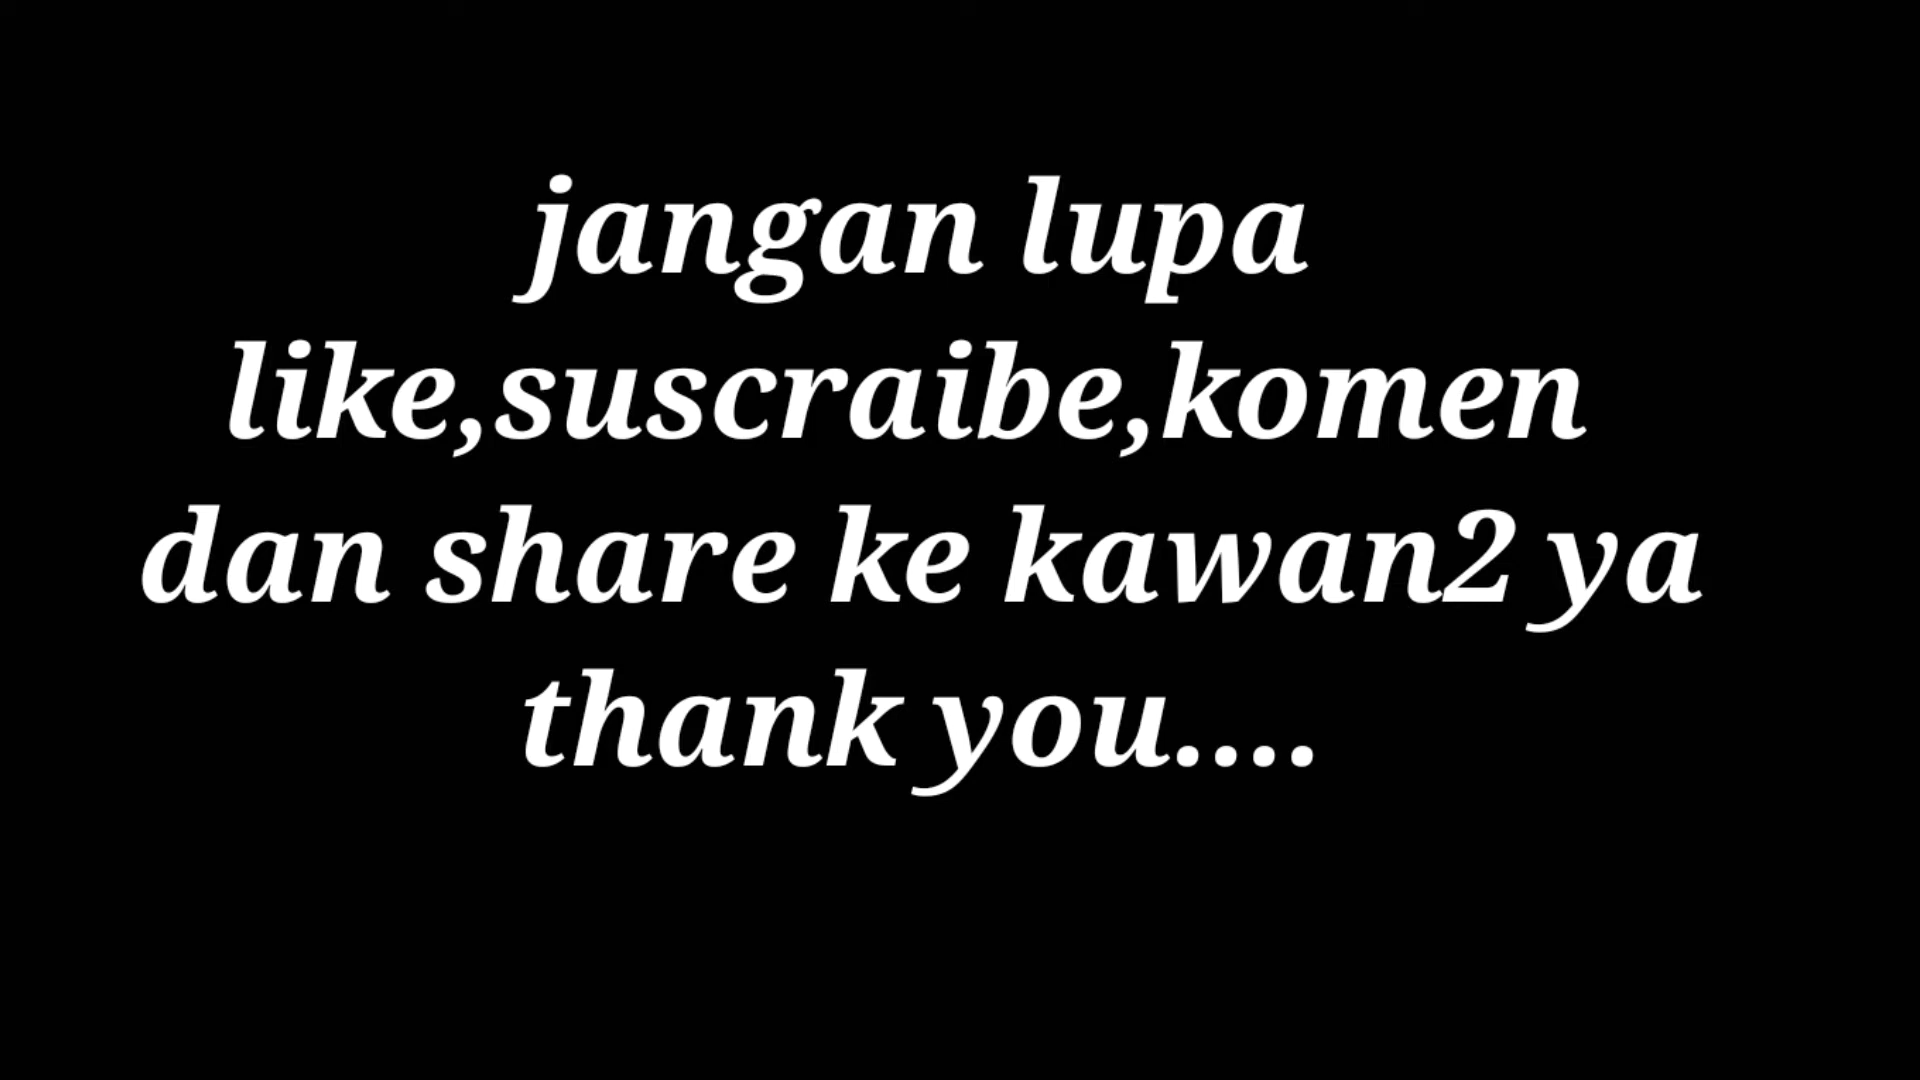 jangan lupa
like,suscraibe,komen
dan share ke kawan2 ya
thank you....